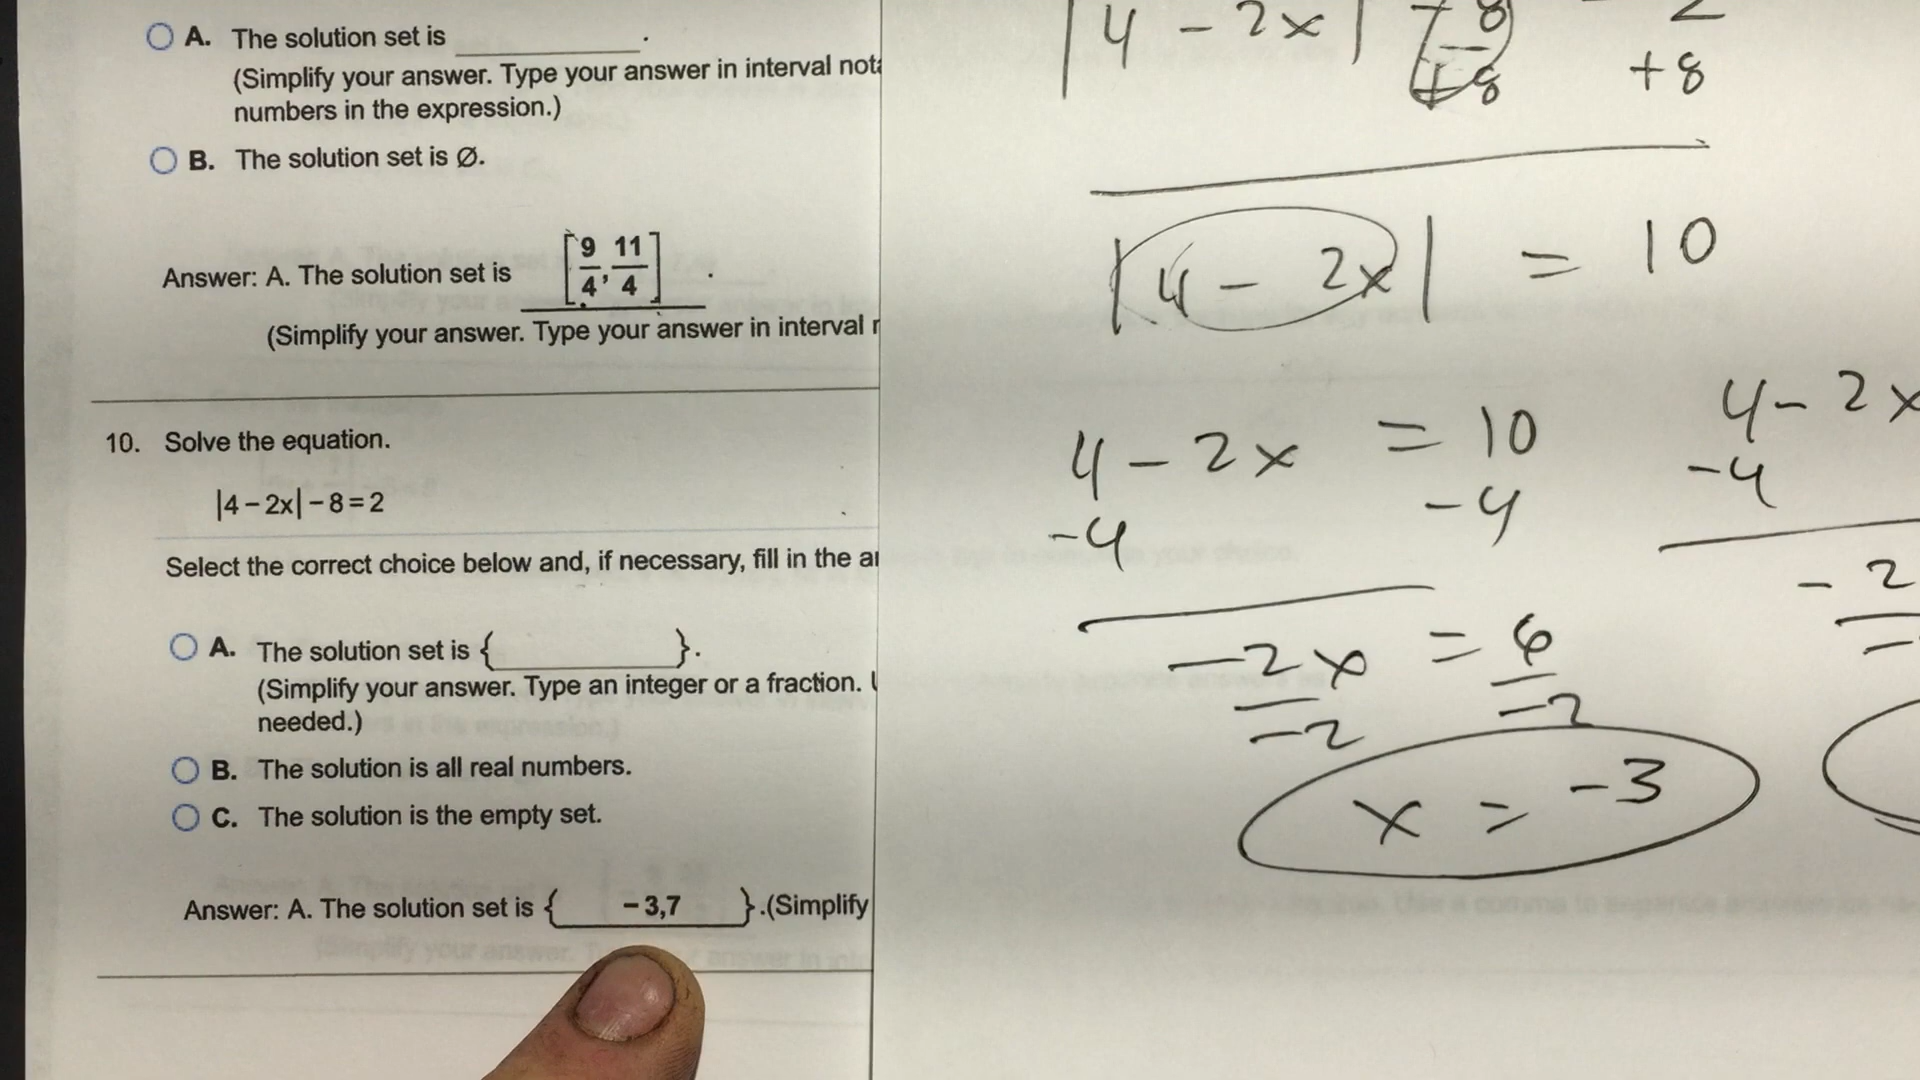 A. The solution set is ________.
(Simplify your answer. Type your answer in interval
numbers in the expression.)
B. The solution set is Ø.
Answer: A. The solution set is [9/4, 11/4].
(Simplify your answer. Type your answer in interval
10. Solve the equation.
|4 − 2x| − 8 = 2
Select the correct choice below and, if necessary, fill in the
A. The solution set is {________}.
(Simplify your answer. Type an integer or a fraction.
needed.)
B. The solution is all real numbers.
C. The solution is the empty set.
Answer: A. The solution set is { − 3,7 }.(Simplify
|4 - 2x| - 8 2
+8 +8
|4 - 2x| = 10
4 - 2x = 10
-4 -4
-2x = 6
-2 -2
x = -3
4 - 2x
-4
- 2